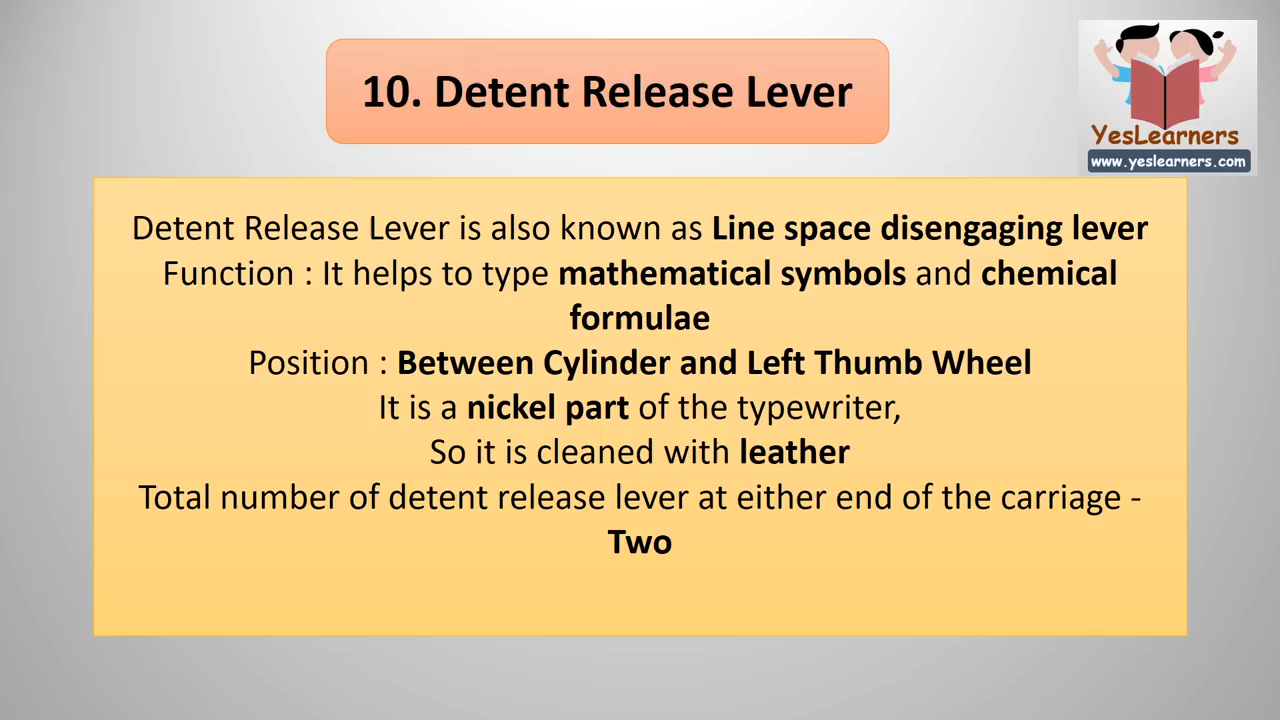 10. Detent Release Lever
YesLearners
www.yeslearners.com
Detent Release Lever is also known as Line space disengaging lever
Function : It helps to type mathematical symbols and chemical
formulae
Position : Between Cylinder and Left Thumb Wheel
It is a nickel part of the typewriter,
So it is cleaned with leather
Total number of detent release lever at either end of the carriage -
Two